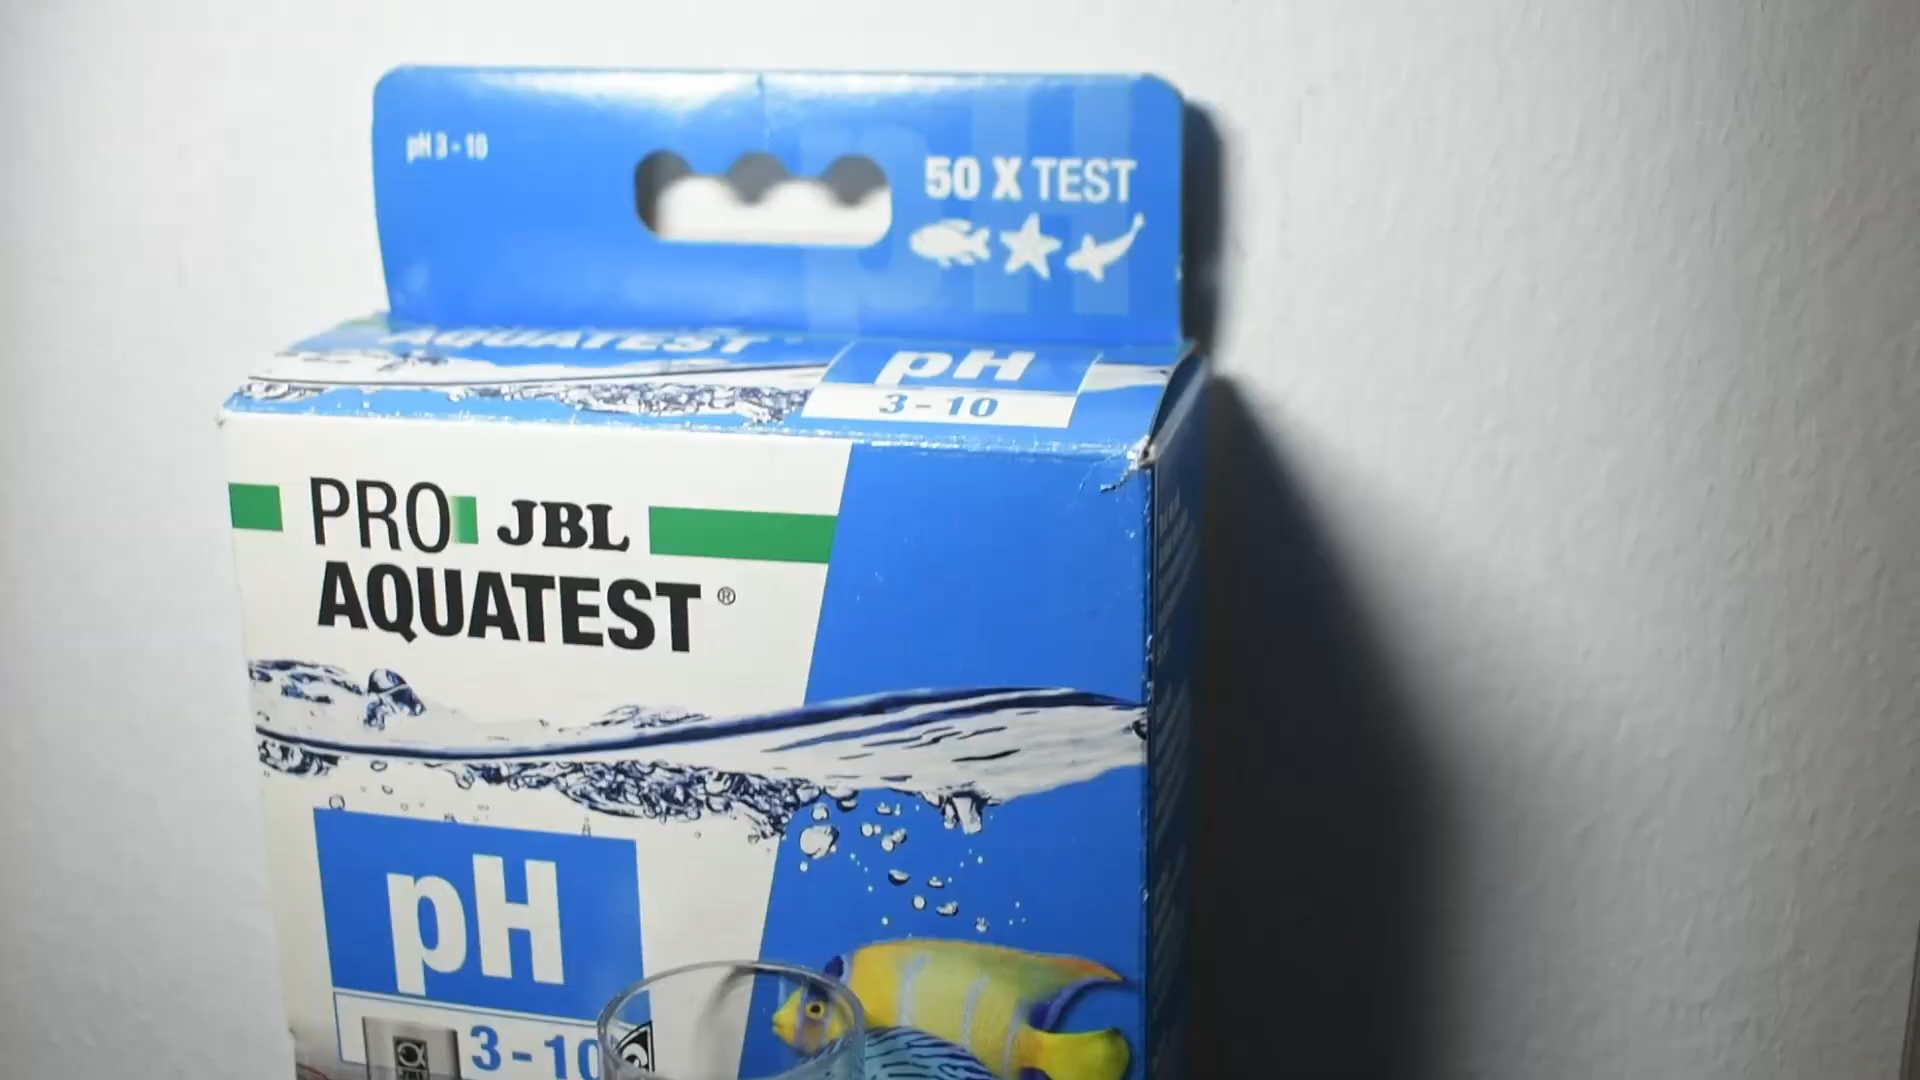 pH 3 - 10
50 X TEST
AQUATEST
pH
3 - 10
PRO JBL
AQUATEST ®
pH
3 - 10